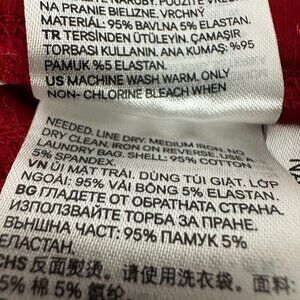 NARUBY. POUŽITE VRECKO
NA PRANIE BIELIZNE. VRCHNÝ
MATERIÁL: 95% BAVLNA 5% ELASTAN.
TR TERSİNDEN ÜTÜLEYİN, ÇAMAŞIR
TORBASI KULLANIN. ANA KUMAŞ: %95
PAMUK %5 ELASTAN.
US MACHINE WASH WARM. ONLY
NON- CHLORINE BLEACH WHEN
NEEDED. LINE DRY. MEDIUM IRON. NO
DRY CLEAN. IRON ON REVERSE. USE A
LAUNDRY BAG. SHELL: 95% COTTON
5% SPANDEX.
VN ỦI MẶT TRÁI. DÙNG TÚI GIẶT. LỚP
NGOÀI: 95% VẢI BÔNG 5% ELASTAN.
BG ГЛАДЕТЕ ОТ ОБРАТНАТА СТРАНА.
ИЗПОЛЗВАЙТЕ ТОРБА ЗА ПРАНЕ.
ВЪНШНА ЧАСТ: 95% ПАМУК 5%
ЕЛАСТАН.
CHS 反面熨烫。请使用洗衣袋。面料:
5% 棉 5% 氨纶